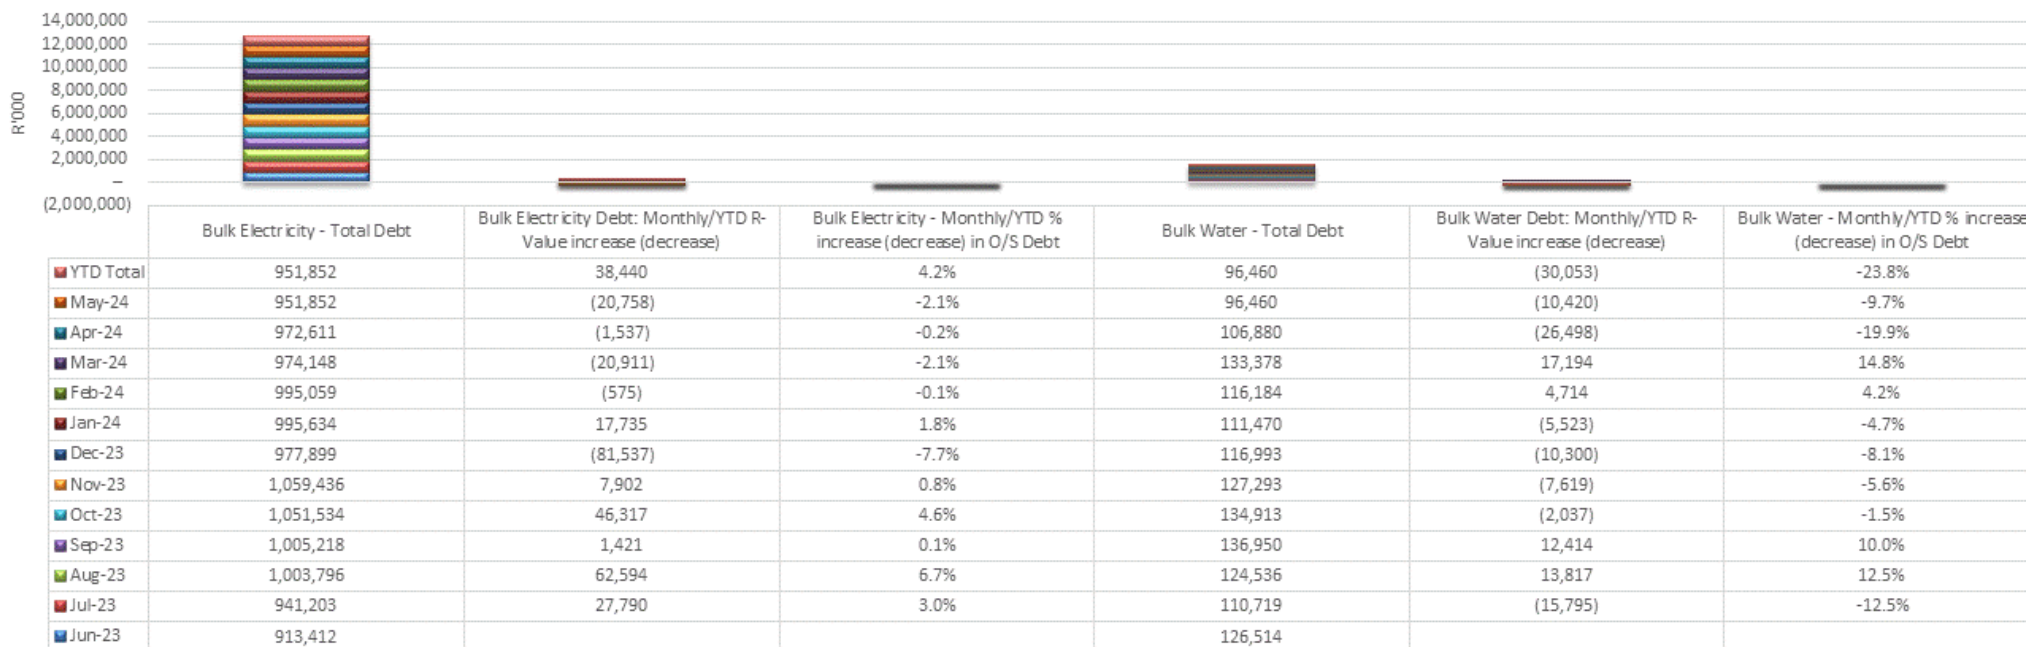 14,000,000
12,000,000
10,000,000
8,000,000
6,000,000
4,000,000
2,000,000
–
(2,000,000)
R'000
Bulk Electricity - Total Debt
Bulk Electricity Debt: Monthly/YTD R-
Value increase (decrease)
Bulk Electricity - Monthly/YTD %
increase (decrease) in O/S Debt
Bulk Water - Total Debt
Bulk Water Debt: Monthly/YTD R-
Value increase (decrease)
Bulk Water - Monthly/YTD % increase
(decrease) in O/S Debt
YTD Total 951,852 38,440 4.2% 96,460 (30,053) -23.8%
May-24 951,852 (20,758) -2.1% 96,460 (10,420) -9.7%
Apr-24 972,611 (1,537) -0.2% 106,880 (26,498) -19.9%
Mar-24 974,148 (20,911) -2.1% 133,378 17,194 14.8%
Feb-24 995,059 (575) -0.1% 116,184 4,714 4.2%
Jan-24 995,634 17,735 1.8% 111,470 (5,523) -4.7%
Dec-23 977,899 (81,537) -7.7% 116,993 (10,300) -8.1%
Nov-23 1,059,436 7,902 0.8% 127,293 (7,619) -5.6%
Oct-23 1,051,534 46,317 4.6% 134,913 (2,037) -1.5%
Sep-23 1,005,218 1,421 0.1% 136,950 12,414 10.0%
Aug-23 1,003,796 62,594 6.7% 124,536 13,817 12.5%
Jul-23 941,203 27,790 3.0% 110,719 (15,795) -12.5%
Jun-23 913,412 126,514